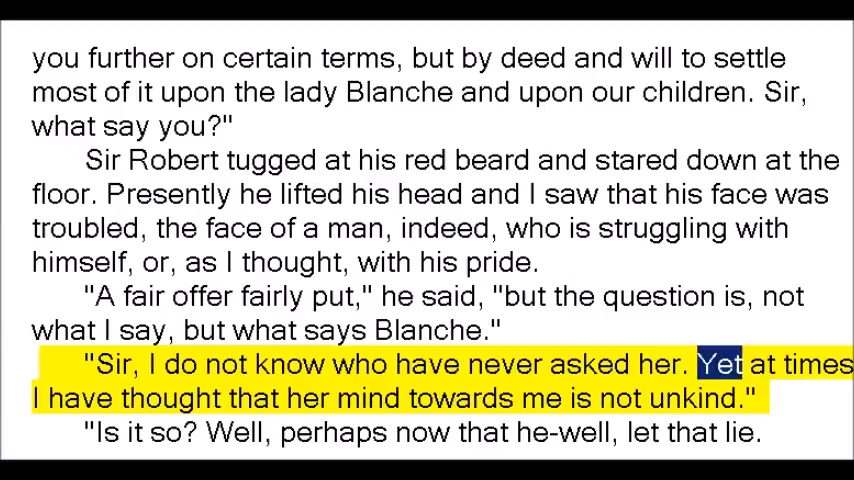 you further on certain terms, but by deed and will to settle
most of it upon the lady Blanche and upon our children. Sir,
what say you?"
Sir Robert tugged at his red beard and stared down at the
floor. Presently he lifted his head and I saw that his face was
troubled, the face of a man, indeed, who is struggling with
himself, or, as I thought, with his pride.
"A fair offer fairly put," he said, "but the question is, not
what I say, but what says Blanche."
"Sir, I do not know who have never asked her. Yet at times
I have thought that her mind towards me is not unkind."
"Is it so? Well, perhaps now that he-well, let that lie.